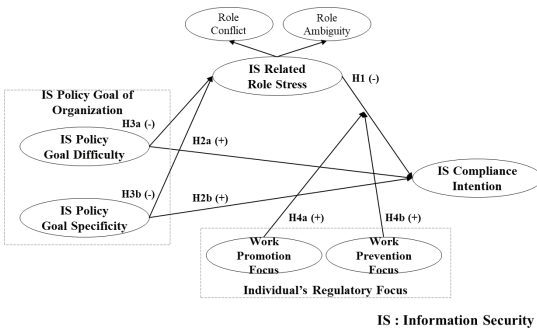 Role
Conflict
Role
Ambiguity
IS Related
Role Stress
H1 (-)
IS Policy Goal of
Organization
H3a (-)
IS Policy
Goal Difficulty
H2a (+)
IS Compliance
Intention
H3b (-)
H2b (+)
IS Policy
Goal Specificity
H4a (+)
H4b (+)
Work
Promotion
Focus
Work
Prevention
Focus
Individual's Regulatory Focus
IS : Information Security